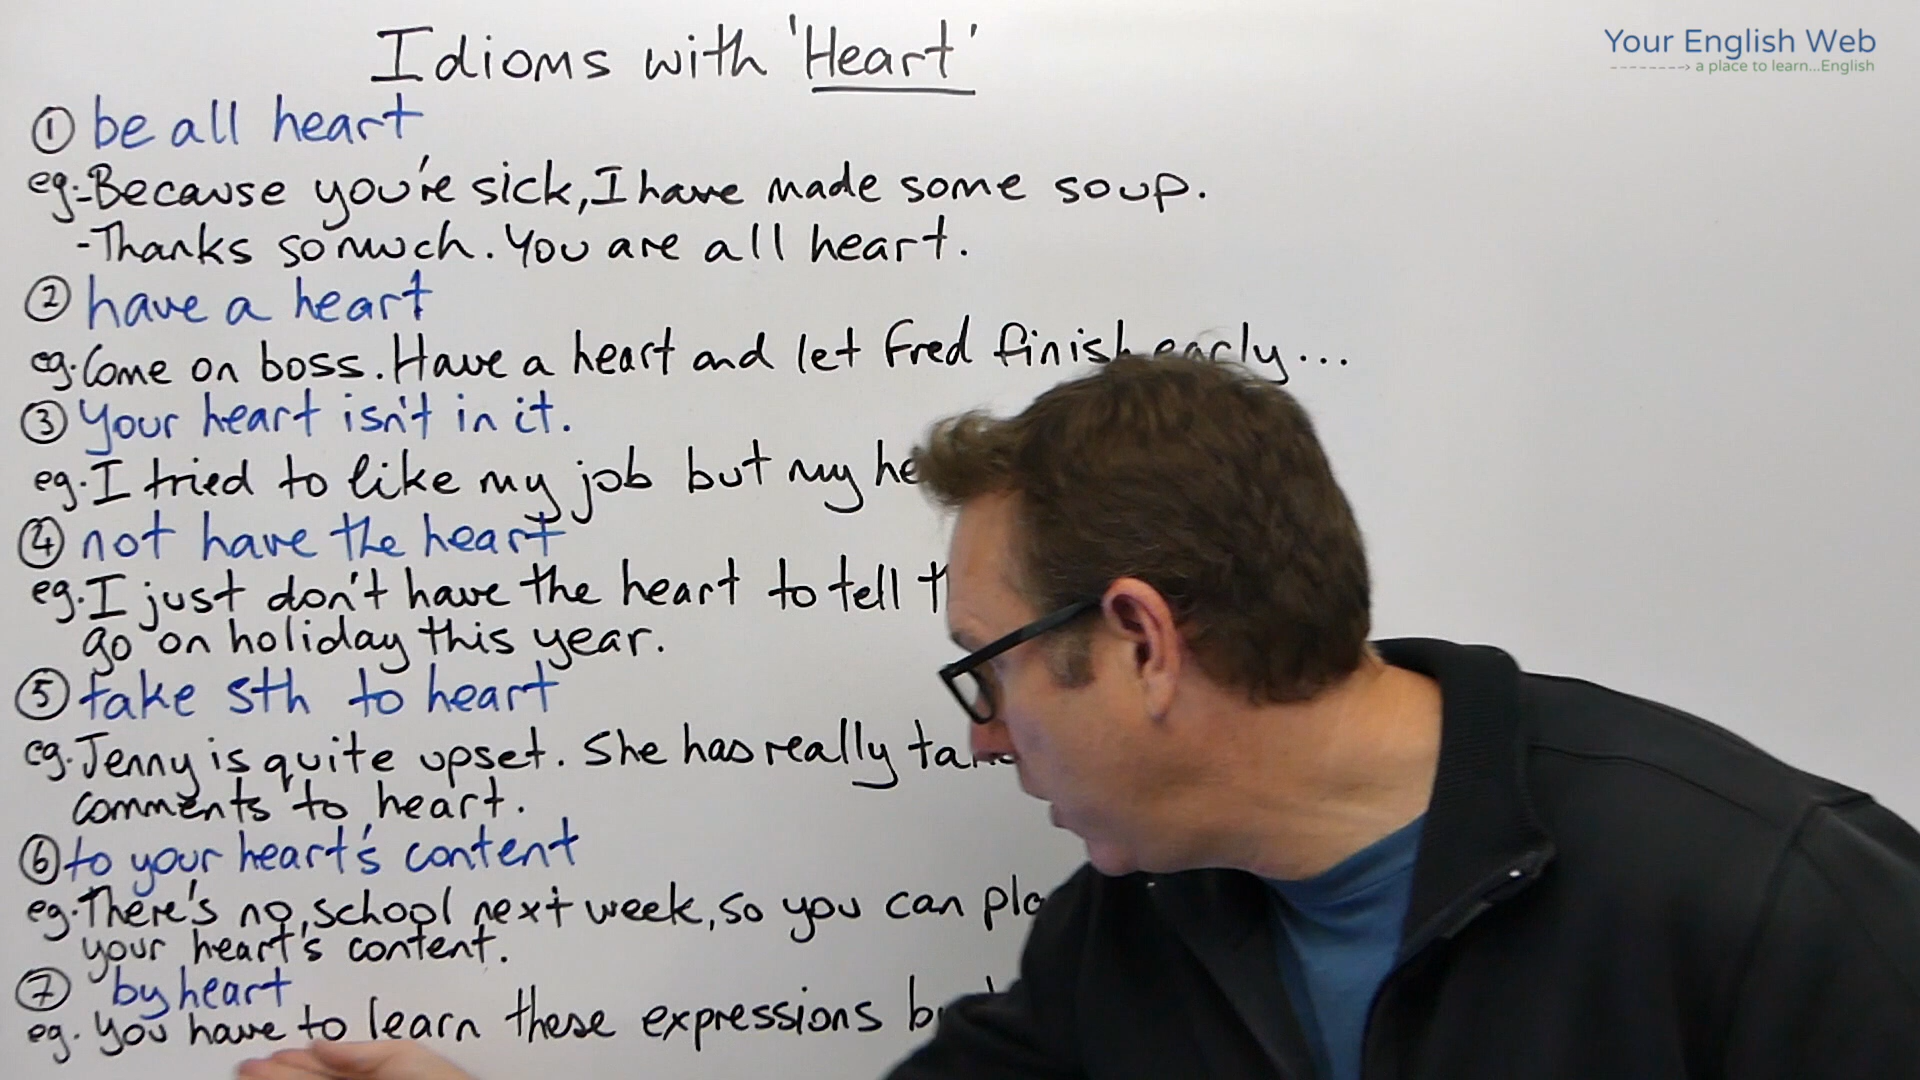 Idioms with 'Heart'
Your English Web
a place to learn...English
① be all heart
eg:-Because you're sick, I have made some soup.
-Thanks so much. You are all heart.
② have a heart
eg. Come on boss. Have a heart and let Fred finish early...
③ your heart isn't in it.
eg. I tried to like my job but my
④ not have the heart
eg. I just don't have the heart to tell
go on holiday this year.
⑤ take sth to heart
eg. Jenny is quite upset. She has really
comments to heart.
⑥ to your heart's content
eg. There's no school next week, so you can
your heart's content.
⑦ by heart
eg. You have to learn these expressions